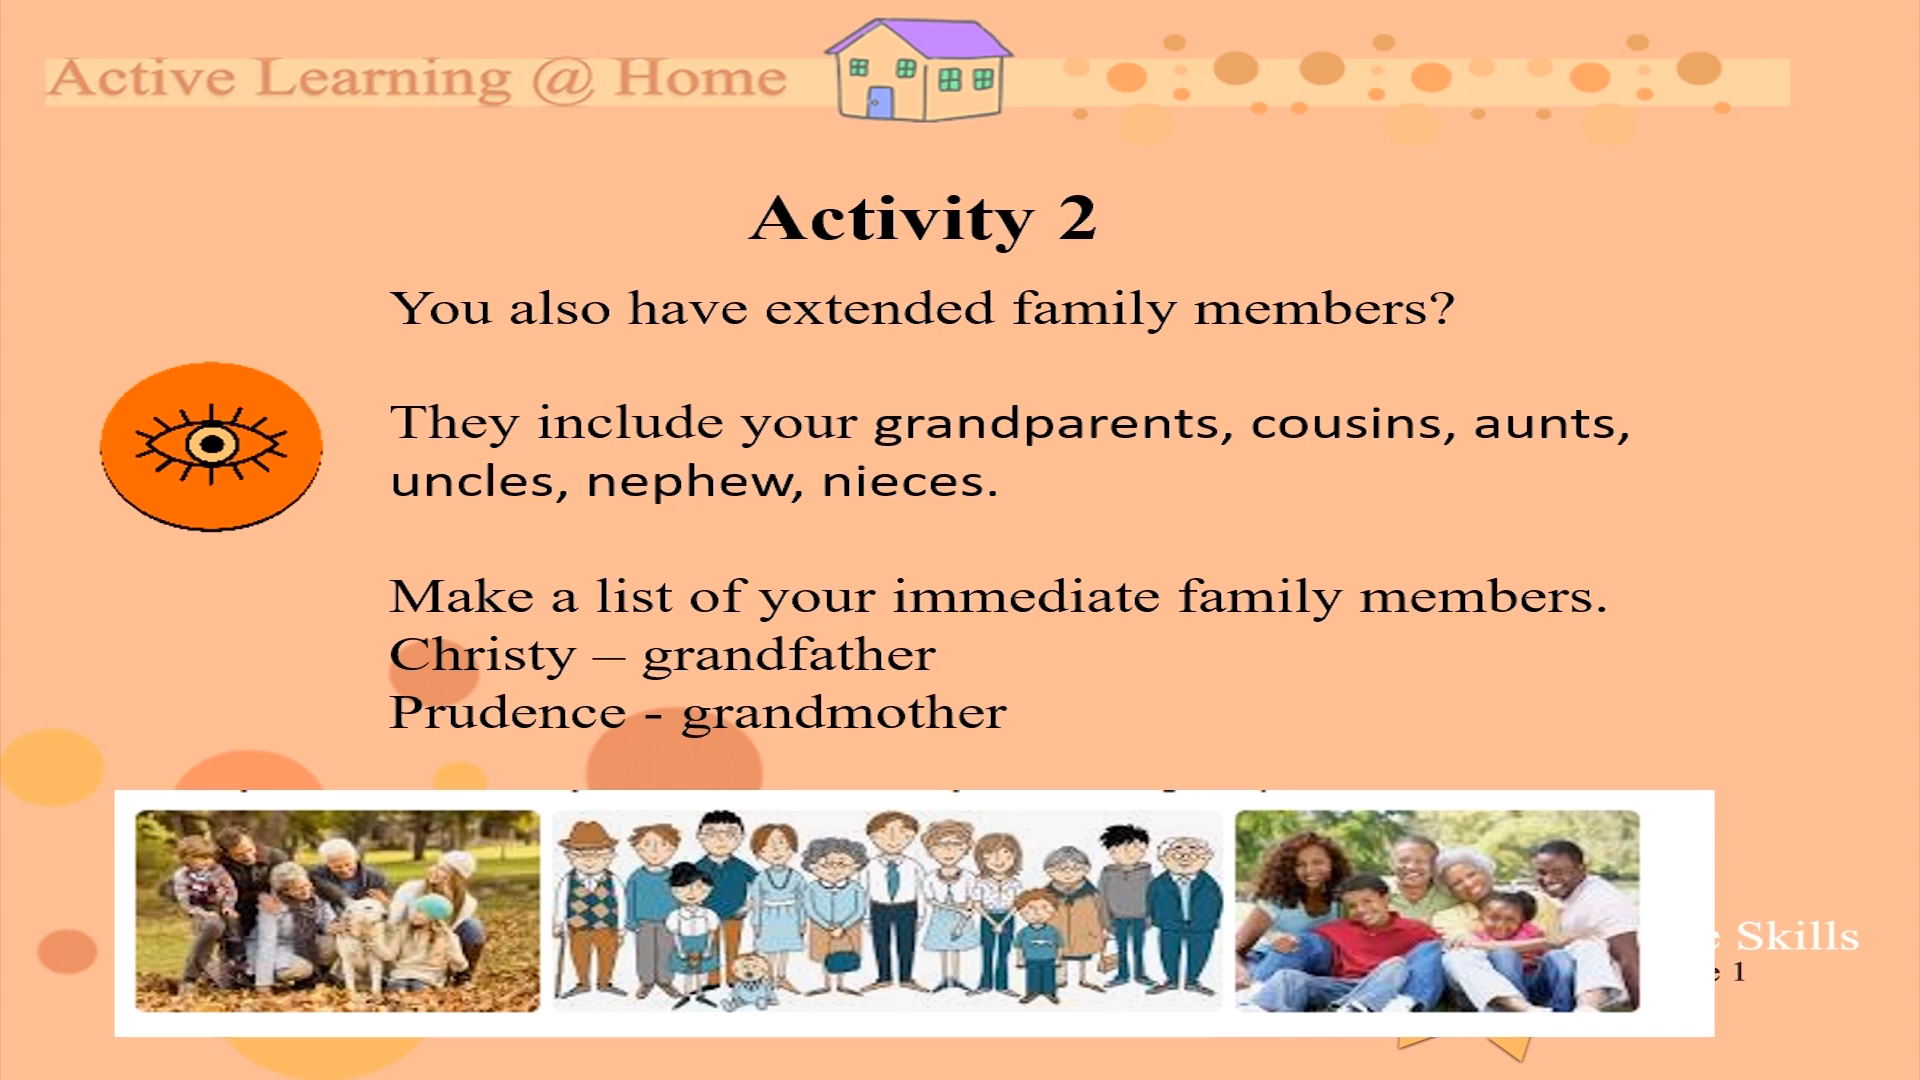 Active Learning @ Home
Activity 2
You also have extended family members?
They include your grandparents, cousins, aunts,
uncles, nephew, nieces.
Make a list of your immediate family members.
Christy – grandfather
Prudence - grandmother
Skills
1